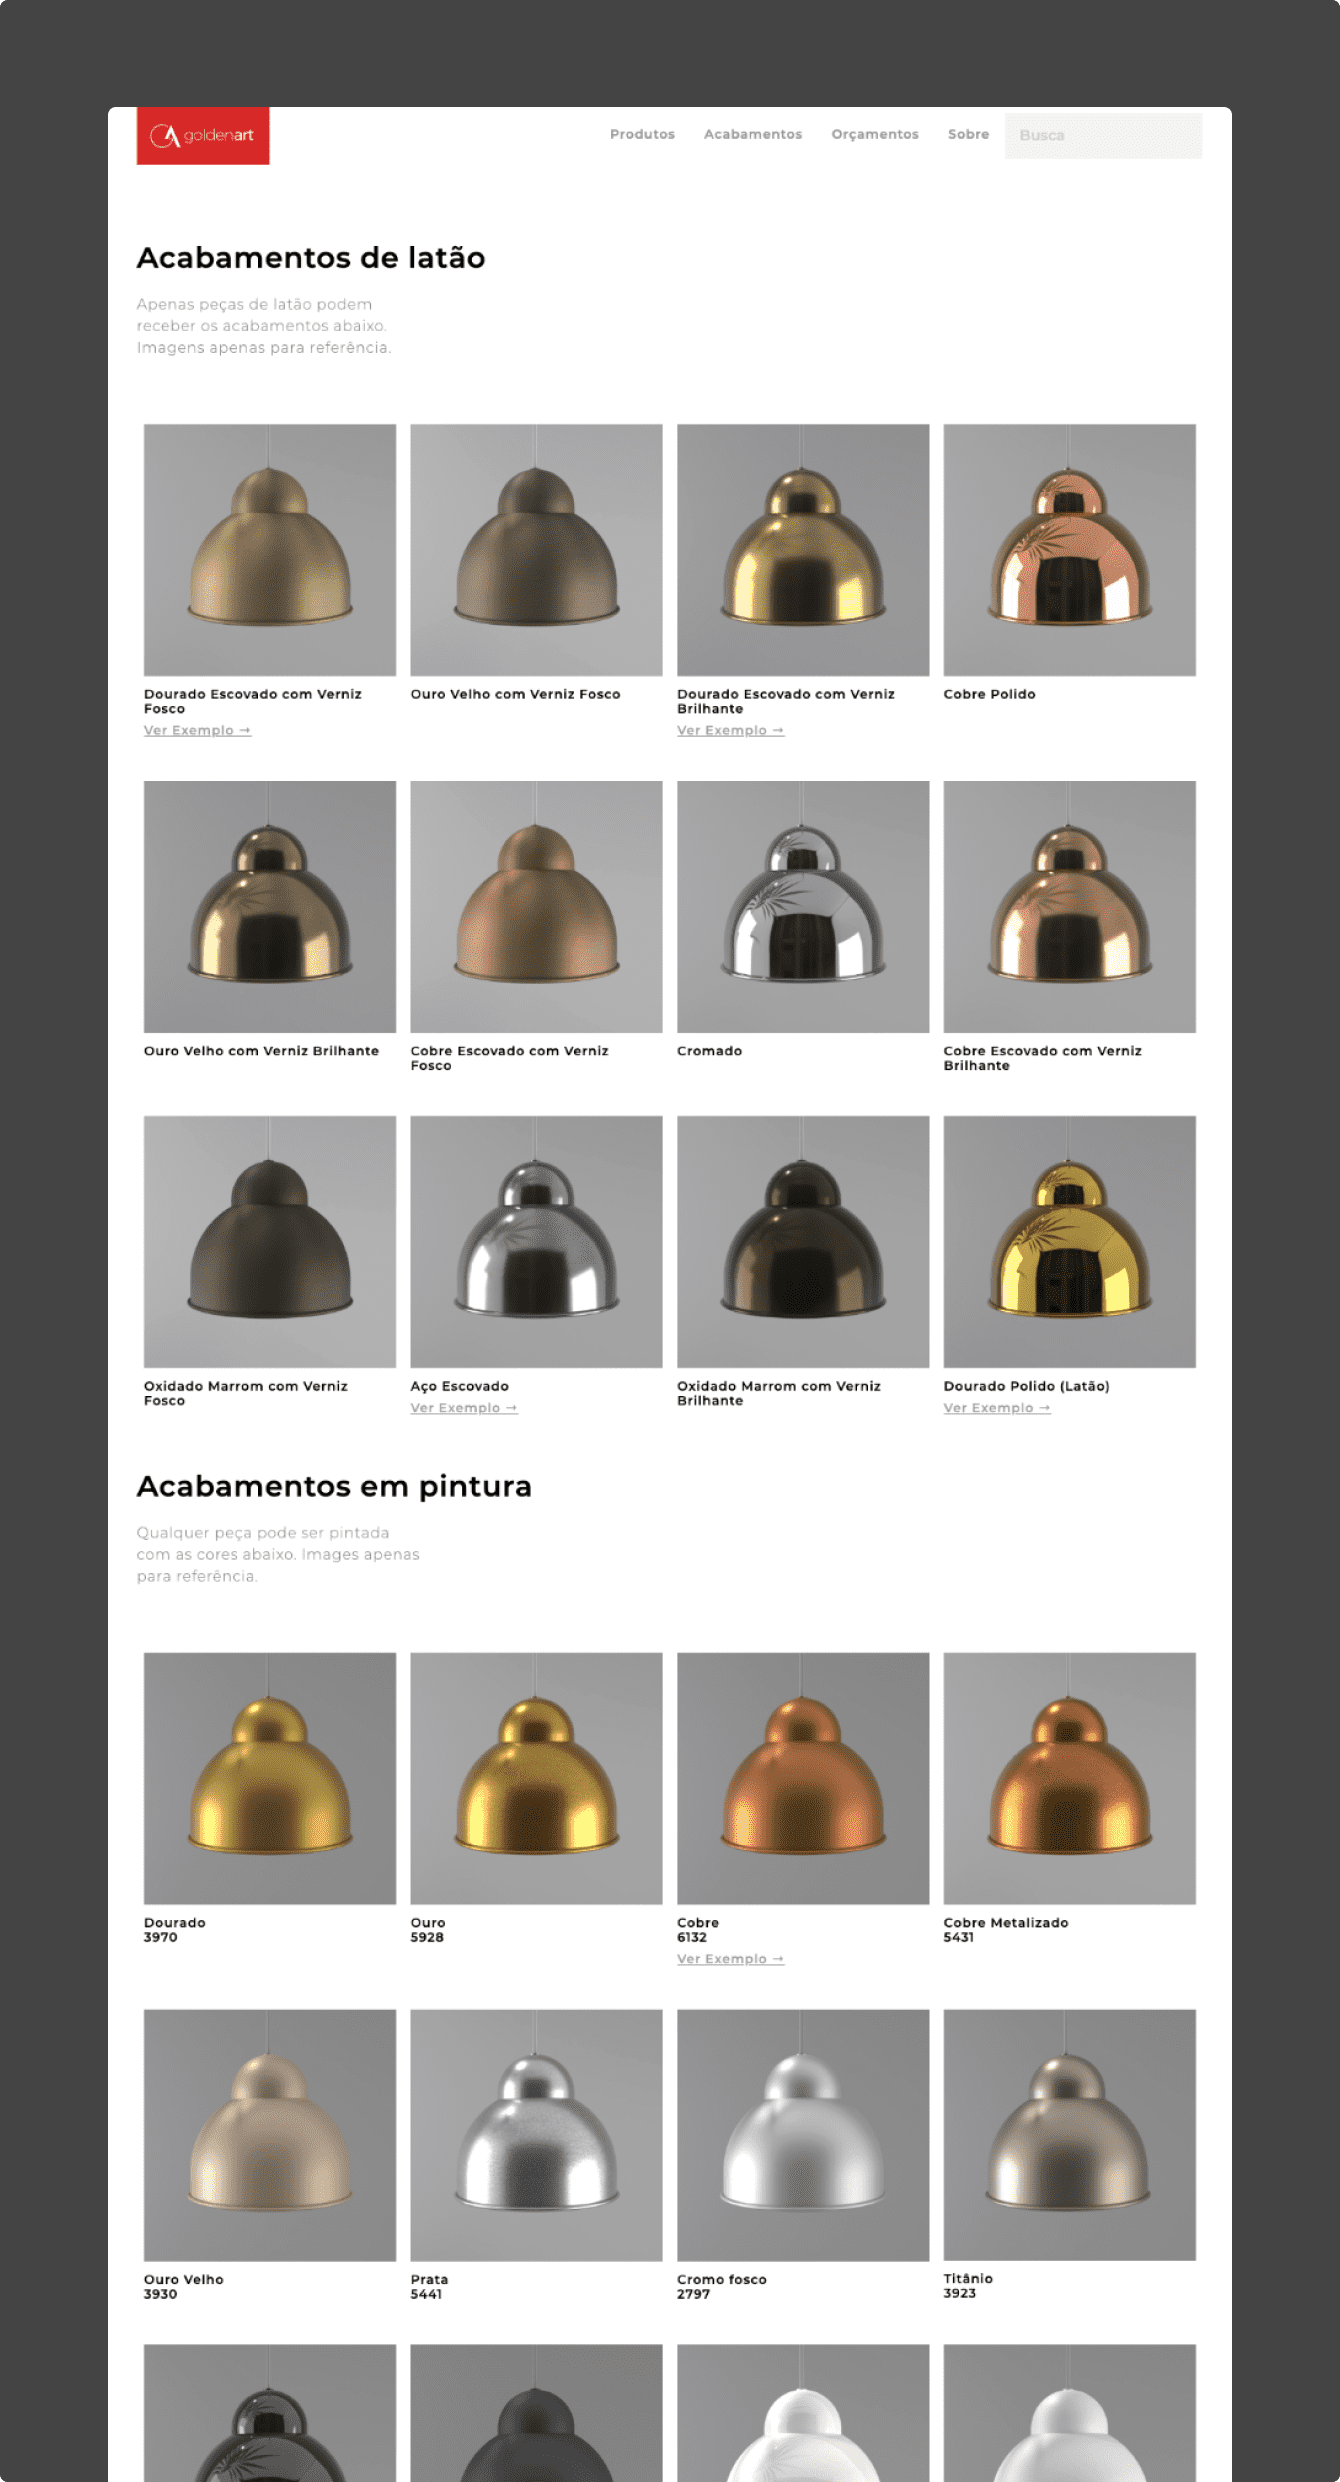 goldenart
Produtos Acabamentos Orçamentos Sobre Busca
Acabamentos de latão
Apenas peças de latão podem
receber os acabamentos abaixo.
Imagens apenas para referência.
Dourado Escovado com Verniz
Fosco
Ver Exemplo →
Ouro Velho com Verniz Fosco
Dourado Escovado com Verniz
Brilhante
Ver Exemplo →
Cobre Polido
Ouro Velho com Verniz Brilhante
Cobre Escovado com Verniz
Fosco
Cromado
Cobre Escovado com Verniz
Brilhante
Oxidado Marrom com Verniz
Fosco
Aço Escovado
Ver Exemplo →
Oxidado Marrom com Verniz
Brilhante
Dourado Polido (Latão)
Ver Exemplo →
Acabamentos em pintura
Qualquer peça pode ser pintada
com as cores abaixo. Images apenas
para referência.
Dourado
3970
Ouro
5928
Cobre
6132
Ver Exemplo →
Cobre Metalizado
5431
Ouro Velho
3930
Prata
5441
Cromo fosco
2797
Titânio
3923